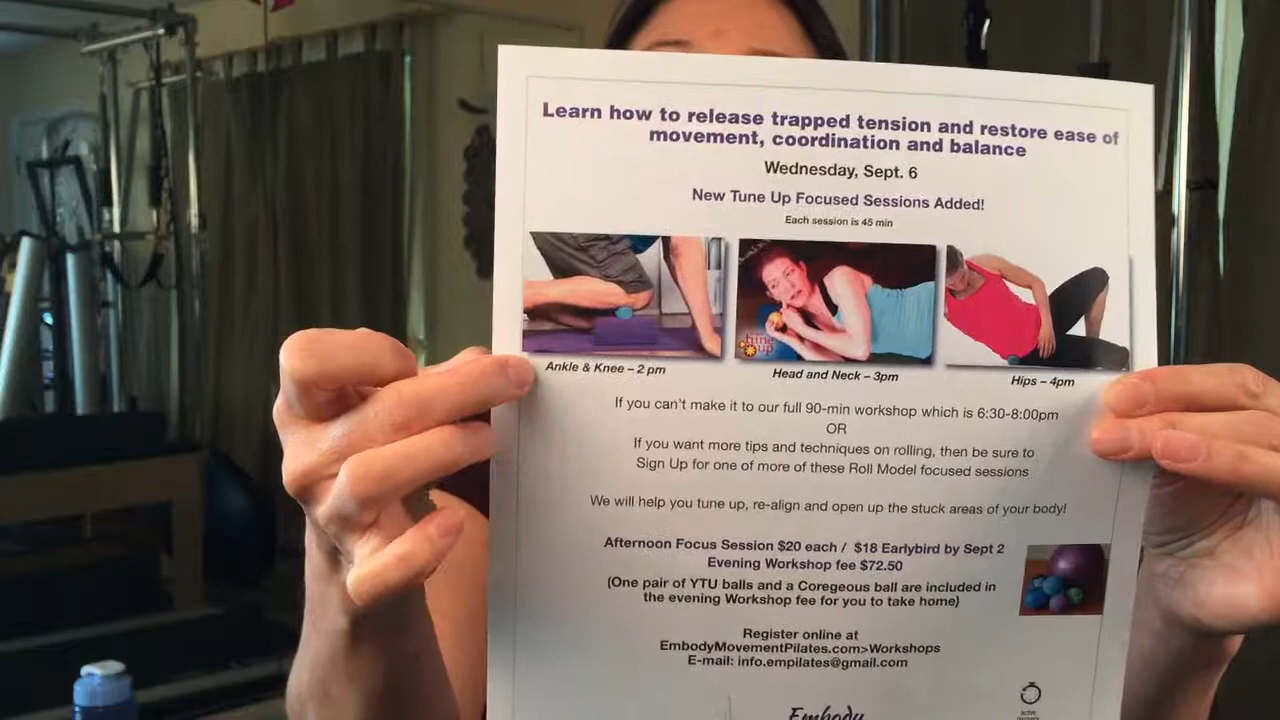 Learn how to release trapped tension and restore ease of
movement, coordination and balance
Wednesday, Sept. 6
New Tune Up Focused Sessions Added!
Each session is 45 min
tune
up
Ankle & Knee – 2 pm
Head and Neck – 3pm
Hips – 4pm
If you can't make it to our full 90-min workshop which is 6:30-8:00pm
OR
If you want more tips and techniques on rolling, then be sure to
Sign Up for one of more of these Roll Model focused sessions
We will help you tune up, re-align and open up the stuck areas of your body!
Afternoon Focus Session $20 each / $18 Earlybird by Sept 2
Evening Workshop fee $72.50
(One pair of YTU balls and a Coregeous ball are included in
the evening Workshop fee for you to take home)
Register online at
EmbodyMovementPilates.com>Workshops
E-mail: info.empilates@gmail.com
Embody